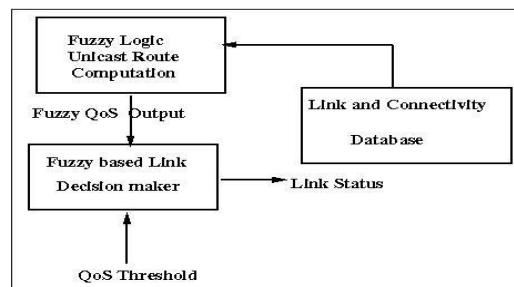 Fuzzy Logic
Unicast Route
Computation
Fuzzy QoS Output
Link and Connectivity
Database
Fuzzy based Link
Decision maker
Link Status
QoS Threshold